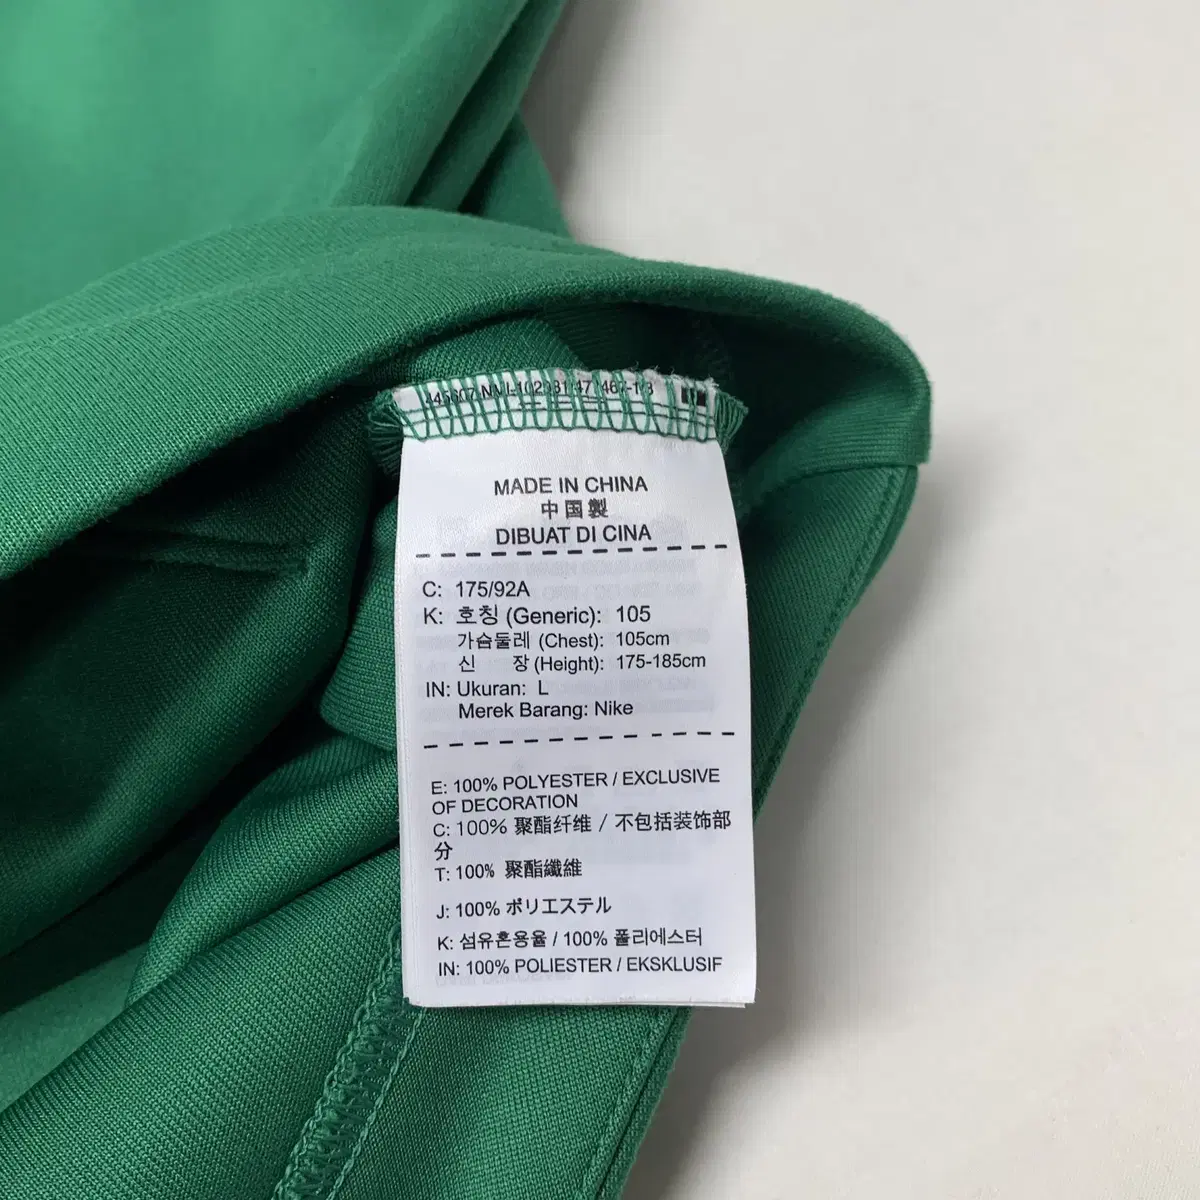 MADE IN CHINA
中国製
DIBUAT DI CINA
C: 175/92A
K: 호칭 (Generic): 105
가슴둘레 (Chest): 105cm
신 장 (Height): 175-185cm
IN: Ukuran: L
Merek Barang: Nike
E: 100% POLYESTER / EXCLUSIVE
OF DECORATION
C: 100% 聚酯纤维 / 不包括装饰部
分
T: 100% 聚酯纖維
J: 100% ポリエステル
K: 섬유혼용율 / 100% 폴리에스터
IN: 100% POLIESTER / EKSKLUSIF